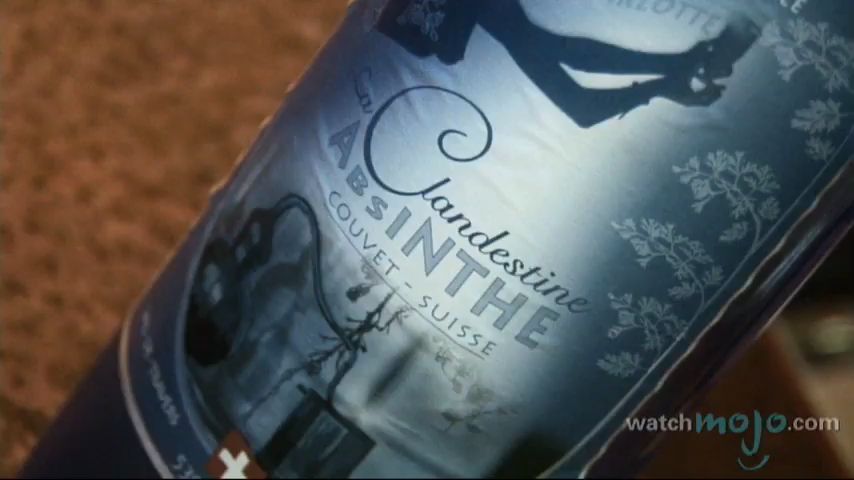 La
Clandestine
ABSINTHE
COUVET - SUISSE
watchmojo.com